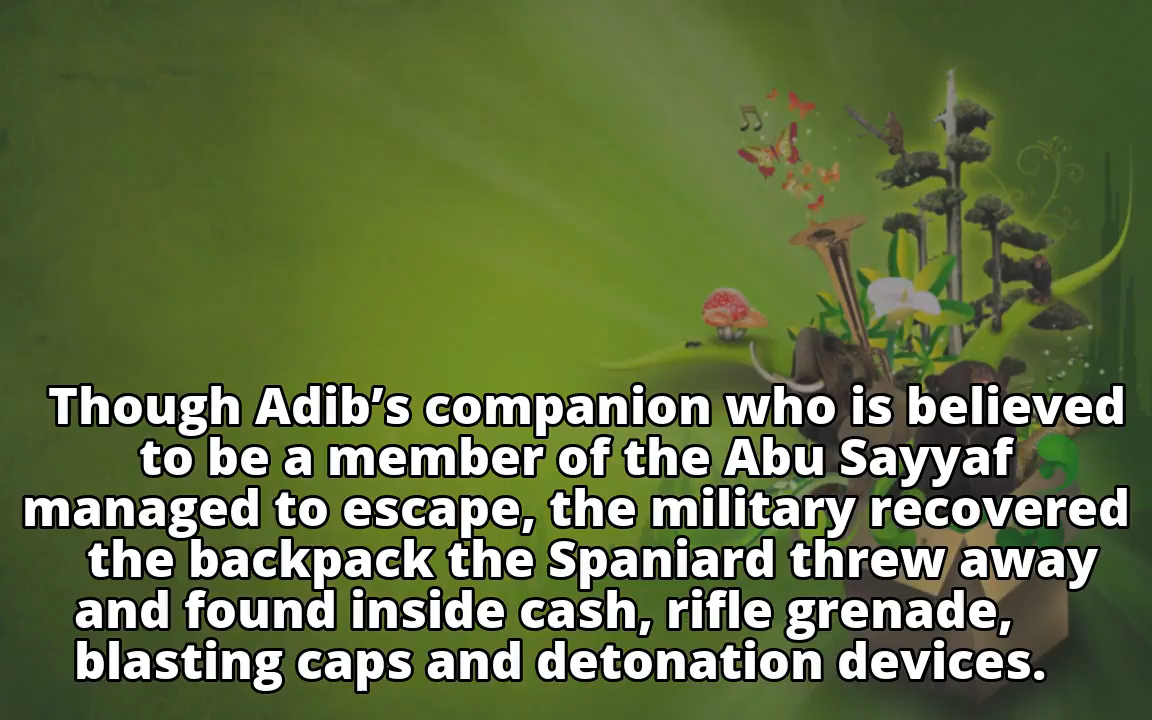 Though Adib’s companion who is believed
to be a member of the Abu Sayyaf
managed to escape, the military recovered
the backpack the Spaniard threw away
and found inside cash, rifle grenade,
blasting caps and detonation devices.